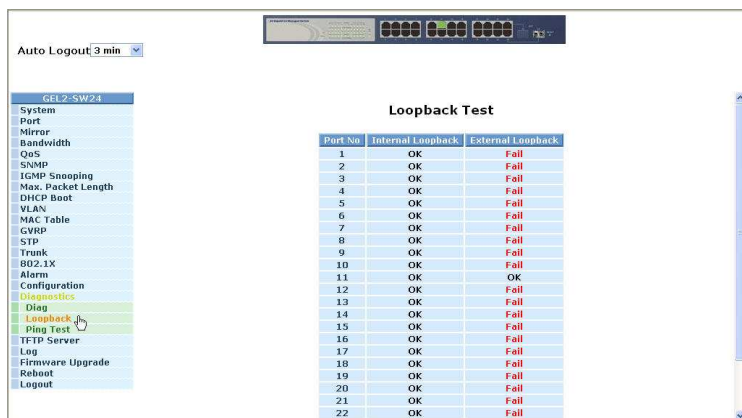 Auto Logout 3 min
GEL2-SW24
System
Port
Mirror
Bandwidth
QoS
SNMP
IGMP Snooping
Max. Packet Length
DHCP Boot
VLAN
MAC Table
GVRP
STP
Trunk
802.1X
Alarm
Configuration
Diagnostics
Diag
Loopback
Ping Test
TFTP Server
Log
Firmware Upgrade
Reboot
Logout
Loopback Test
Port No Internal Loopback External Loopback
1 OK Fail
2 OK Fail
3 OK Fail
4 OK Fail
5 OK Fail
6 OK Fail
7 OK Fail
8 OK Fail
9 OK Fail
10 OK Fail
11 OK OK
12 OK Fail
13 OK Fail
14 OK Fail
15 OK Fail
16 OK Fail
17 OK Fail
18 OK Fail
19 OK Fail
20 OK Fail
21 OK Fail
22 OK Fail